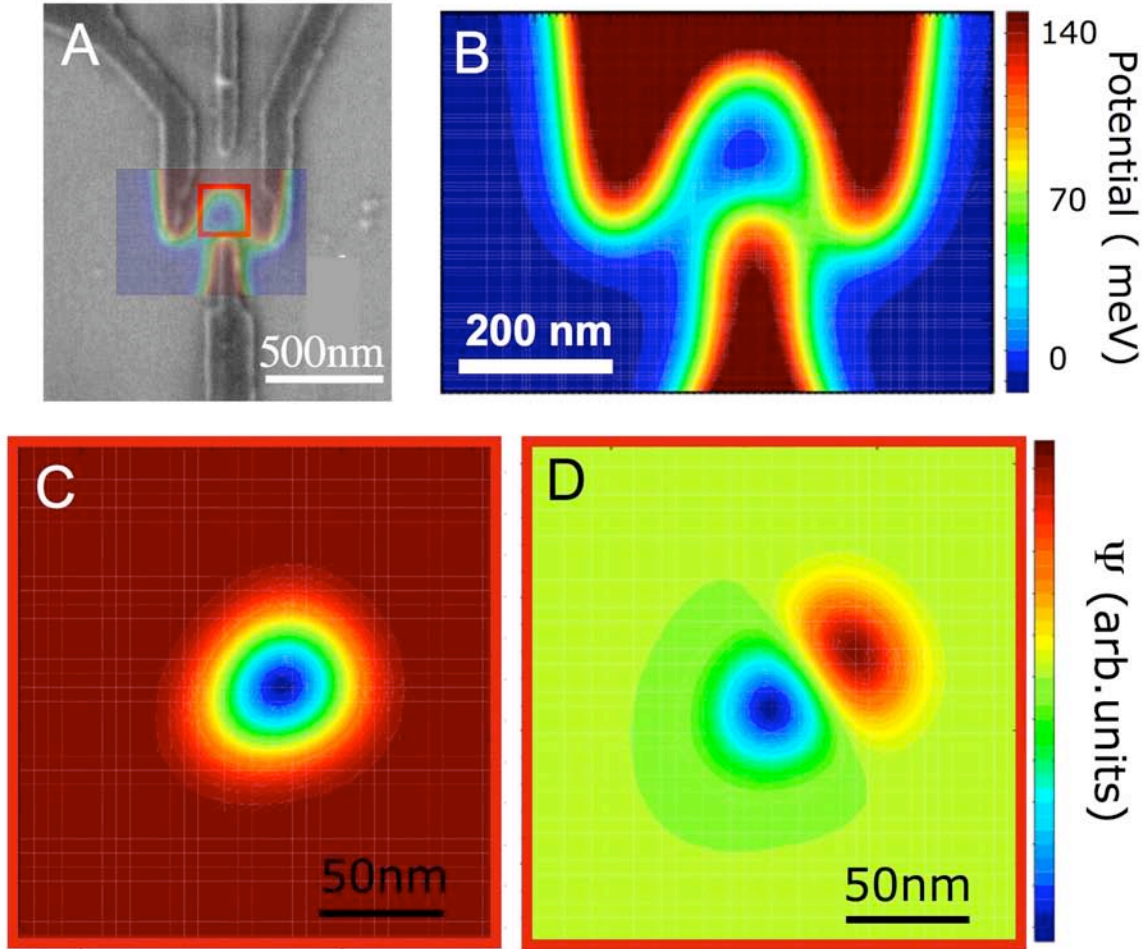 A
500nm
B
200 nm
140
70
0
Potential ( meV)
C
50nm
D
50nm
Ψ (arb.units)